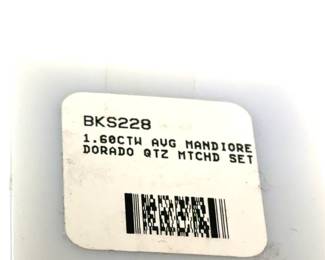 BKS228
1.60CTW AVG MANDIORE
DORADO QTZ MTCHD SET